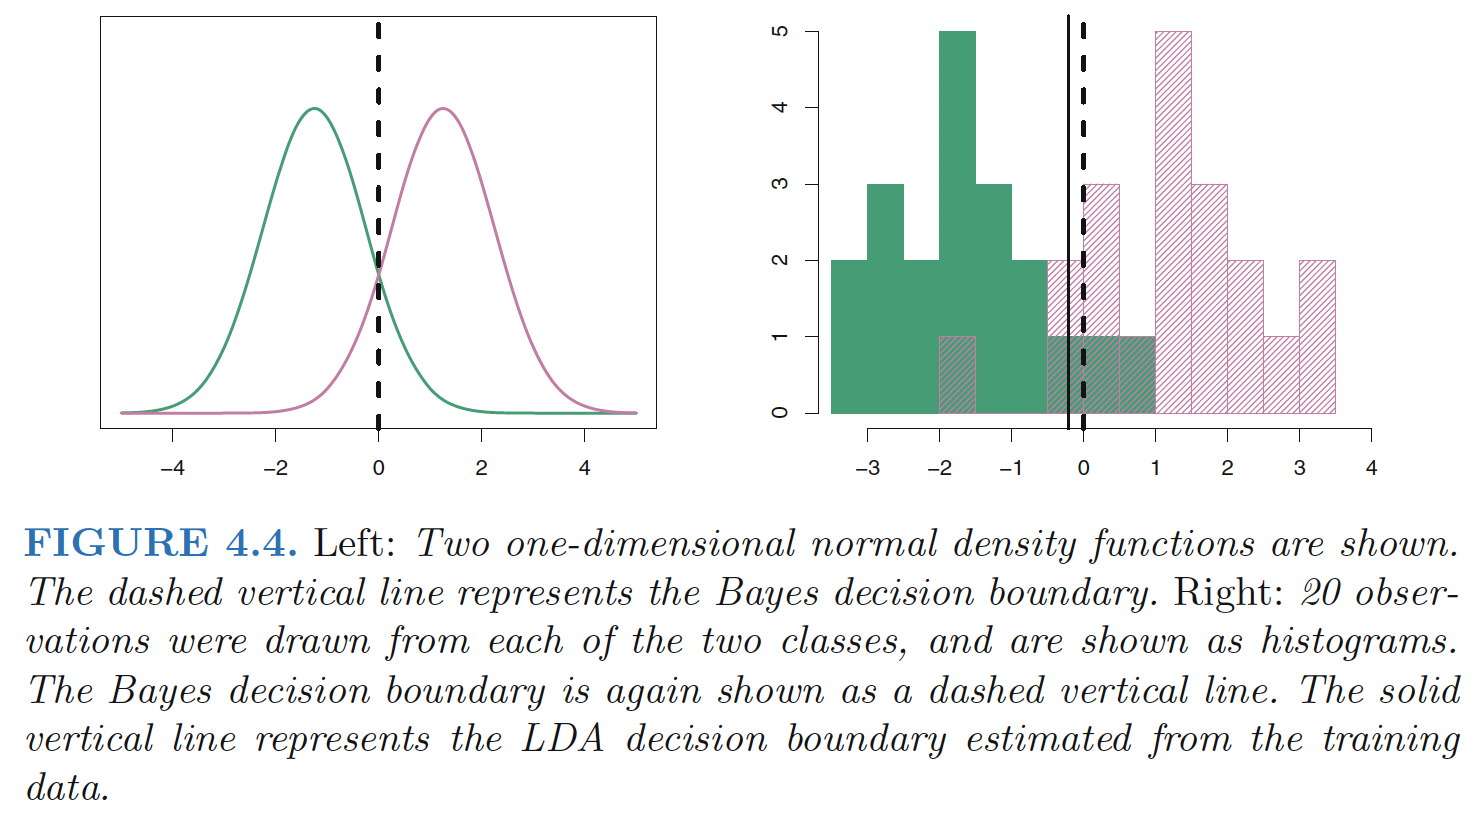 −4 −2 0 2 4
0 1 2 3 4 5
−3 −2 −1 0 1 2 3 4
FIGURE 4.4. Left: Two one-dimensional normal density functions are shown.
The dashed vertical line represents the Bayes decision boundary. Right: 20 obser-
vations were drawn from each of the two classes, and are shown as histograms.
The Bayes decision boundary is again shown as a dashed vertical line. The solid
vertical line represents the LDA decision boundary estimated from the training
data.